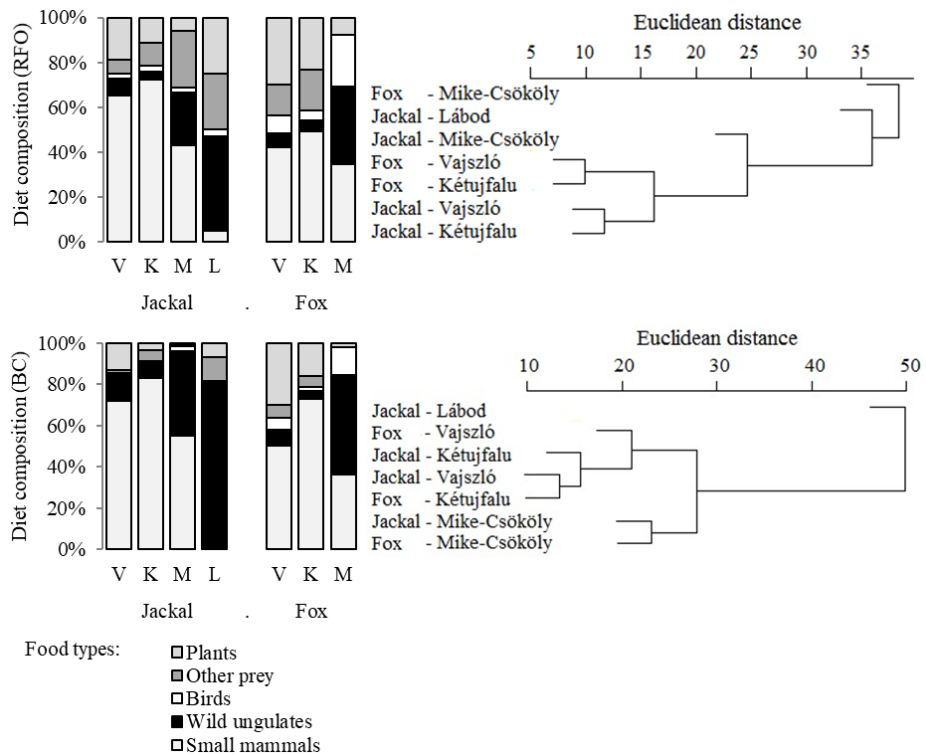 Diet composition (RFO)
100%
80%
60%
40%
20%
0%
V K M L V K M
Jackal . Fox
Euclidean distance
5 10 15 20 25 30 35
Fox - Mike-Csököly
Jackal - Lábod
Jackal - Mike-Csököly
Fox - Vajszló
Fox - Kétujfalu
Jackal - Vajszló
Jackal - Kétujfalu
Diet composition (BC)
100%
80%
60%
40%
20%
0%
V K M L V K M
Jackal . Fox
Euclidean distance
10 20 30 40 50
Jackal - Lábod
Fox - Vajszló
Jackal - Kétujfalu
Jackal - Vajszló
Fox - Kétujfalu
Jackal - Mike-Csököly
Fox - Mike-Csököly
Food types:
Plants
Other prey
Birds
Wild ungulates
Small mammals